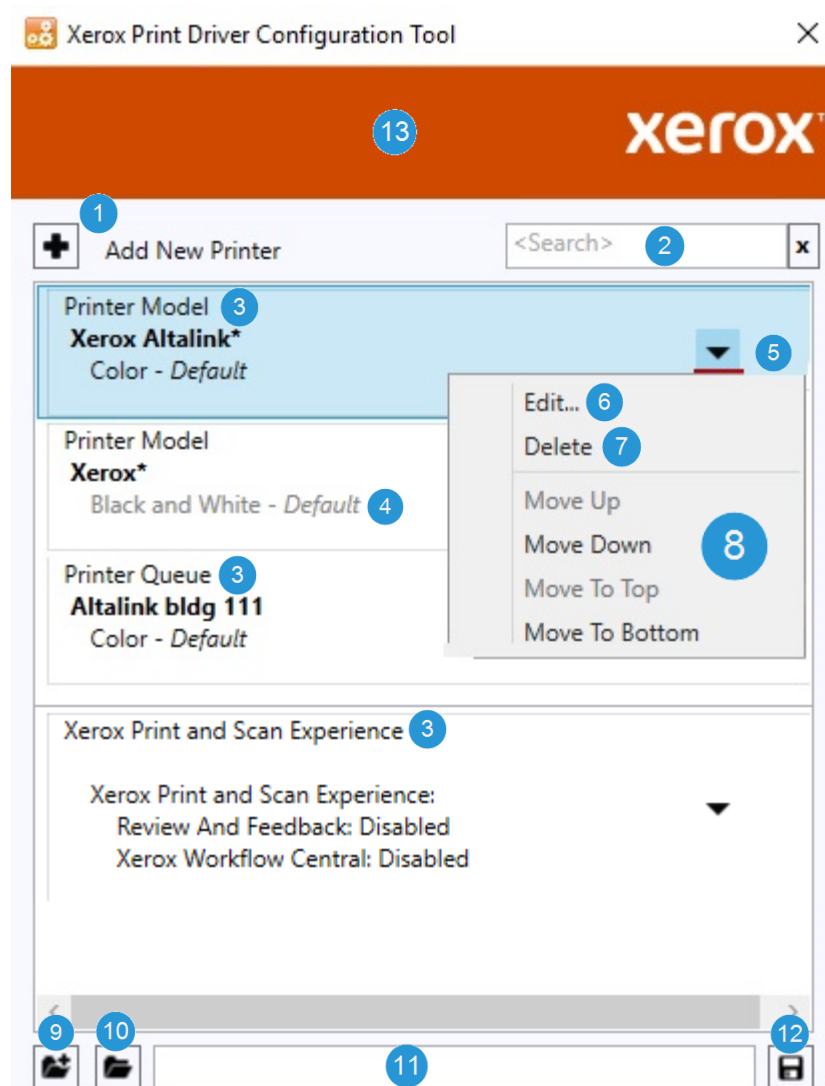 Xerox Print Driver Configuration Tool
13
xerox™
1
Add New Printer
<Search> 2 x
Printer Model 3
Xerox Altalink*
Color - Default
5
Edit... 6
Delete 7
Move Up
Move Down
8
Move To Top
Move To Bottom
Printer Model
Xerox*
Black and White - Default 4
Printer Queue 3
Altalink bldg 111
Color - Default
Xerox Print and Scan Experience 3
Xerox Print and Scan Experience:
Review And Feedback: Disabled
Xerox Workflow Central: Disabled
9 10 11 12